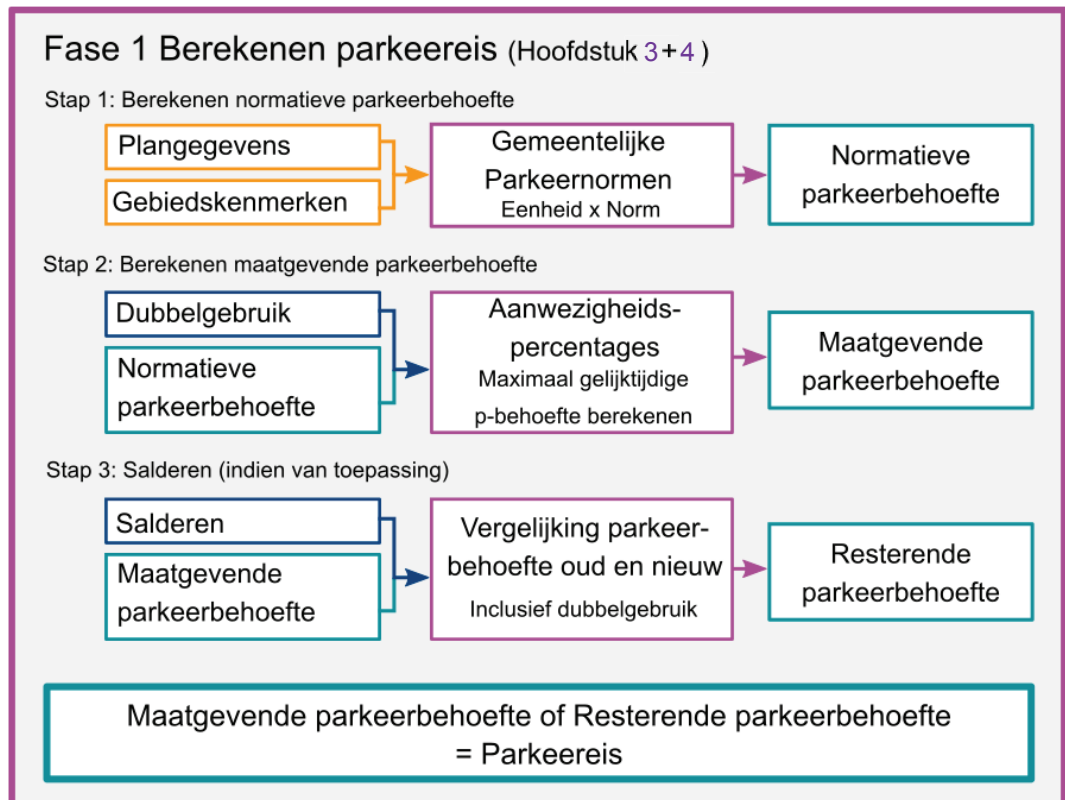 Fase 1 Berekenen parkeereis (Hoofdstuk 3+4 )
Stap 1: Berekenen normatieve parkeerbehoefte
Plangegevens
Gebiedskenmerken
Gemeentelijke
Parkeernormen
Eenheid x Norm
Normatieve
parkeerbehoefte
Stap 2: Berekenen maatgevende parkeerbehoefte
Dubbelgebruik
Normatieve
parkeerbehoefte
Aanwezigheids-
percentages
Maximaal gelijktijdige
p-behoefte berekenen
Maatgevende
parkeerbehoefte
Stap 3: Salderen (indien van toepassing)
Salderen
Maatgevende
parkeerbehoefte
Vergelijking parkeer-
behoefte oud en nieuw
Inclusief dubbelgebruik
Resterende
parkeerbehoefte
Maatgevende parkeerbehoefte of Resterende parkeerbehoefte
= Parkeereis